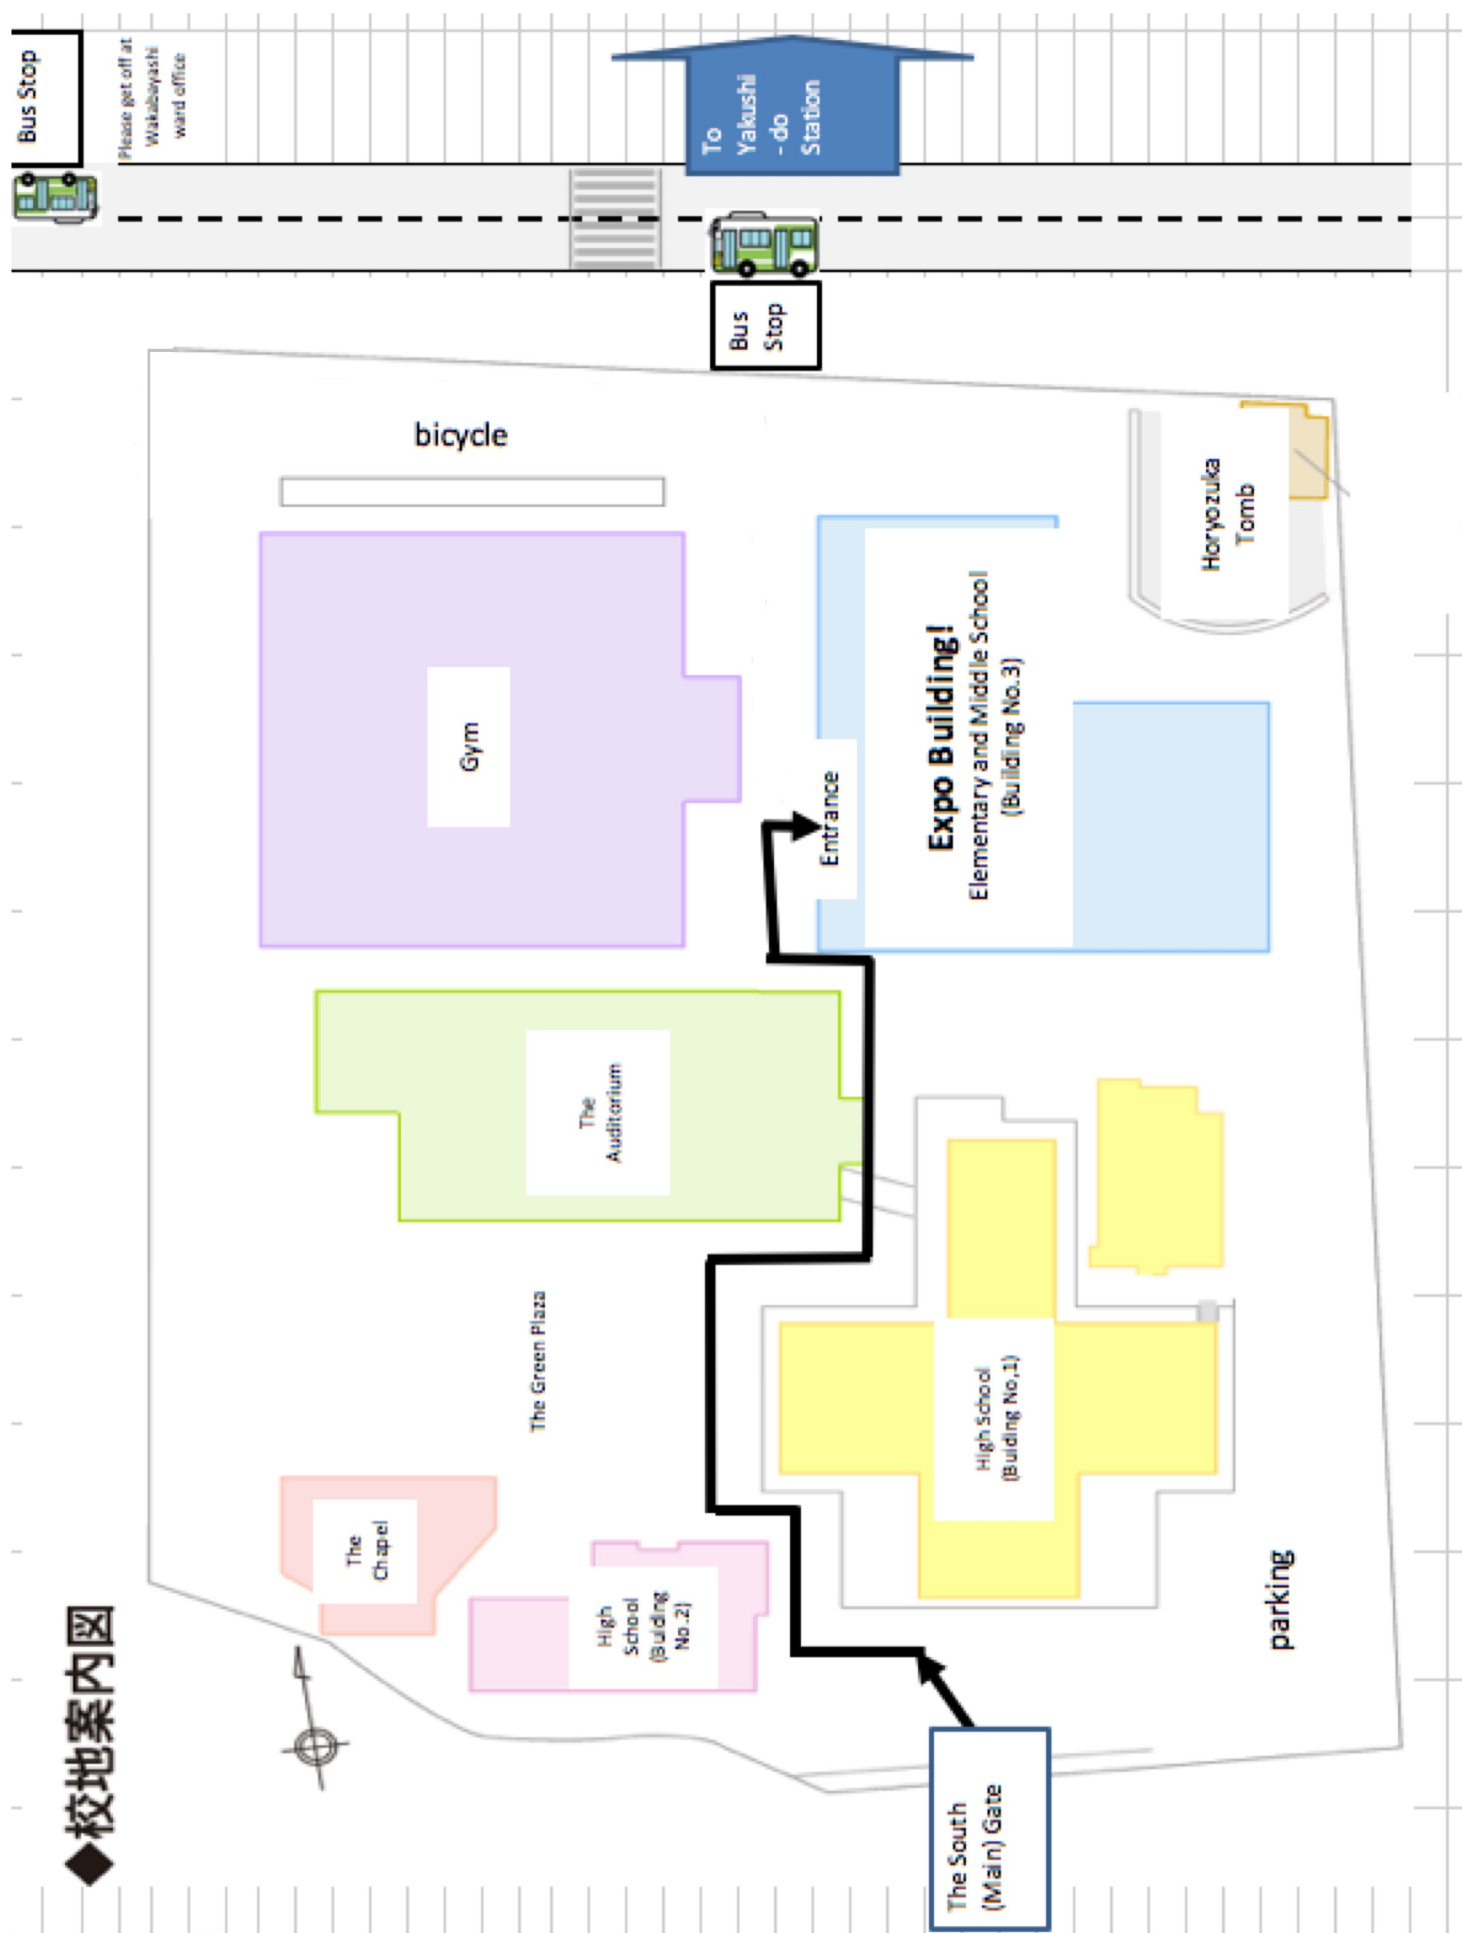 ◆校地案内図
Bus Stop
Please get off at
Wakabayashi
ward office
To
Yakushi
- do
Station
Bus
Stop
bicycle
Gym
Horyozuka
Tomb
Expo Building!
Elementary and Middle School
(Building No.3)
Entrance
The
Auditorium
The Green Plaza
The
Chapel
High
School
(Bulding
No.2)
High School
(Bulding No,1)
parking
The South
(Main) Gate